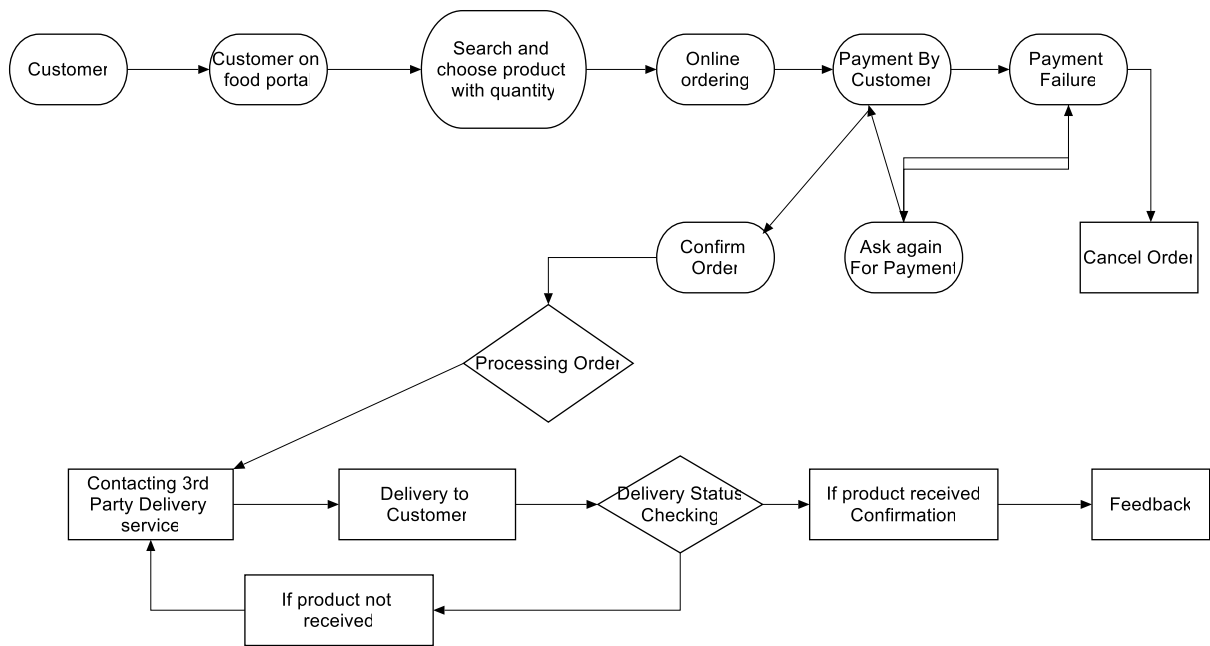 Customer
Customer on
food portal
Search and
choose product
with quantity
Online
ordering
Payment By
Customer
Payment
Failure
Confirm
Order
Ask again
For Payment
Cancel Order
Processing Order
Contacting 3rd
Party Delivery
service
Delivery to
Customer
Delivery Status
Checking
If product received
Confirmation
Feedback
If product not
received